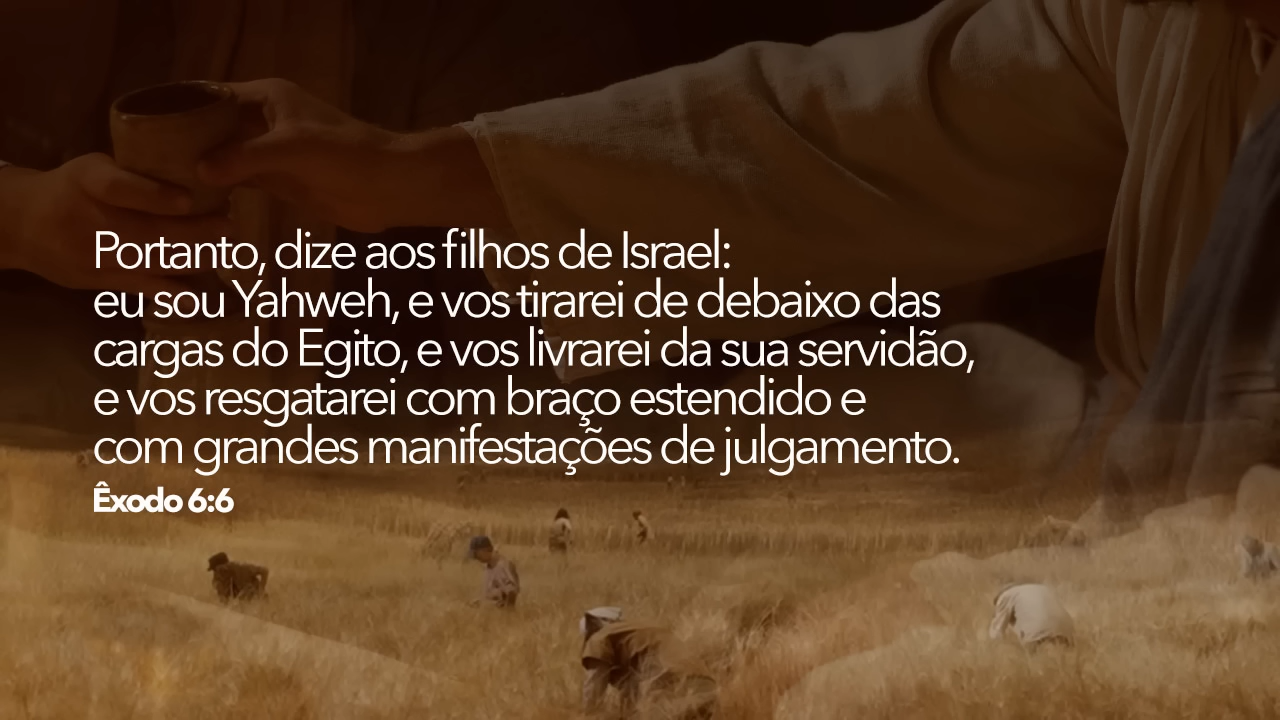 Portanto, dize aos filhos de Israel:
eu sou Yahweh, e vos tirarei de debaixo das
cargas do Egito, e vos livrarei da sua servidão,
e vos resgatarei com braço estendido e
com grandes manifestações de julgamento.
Êxodo 6:6